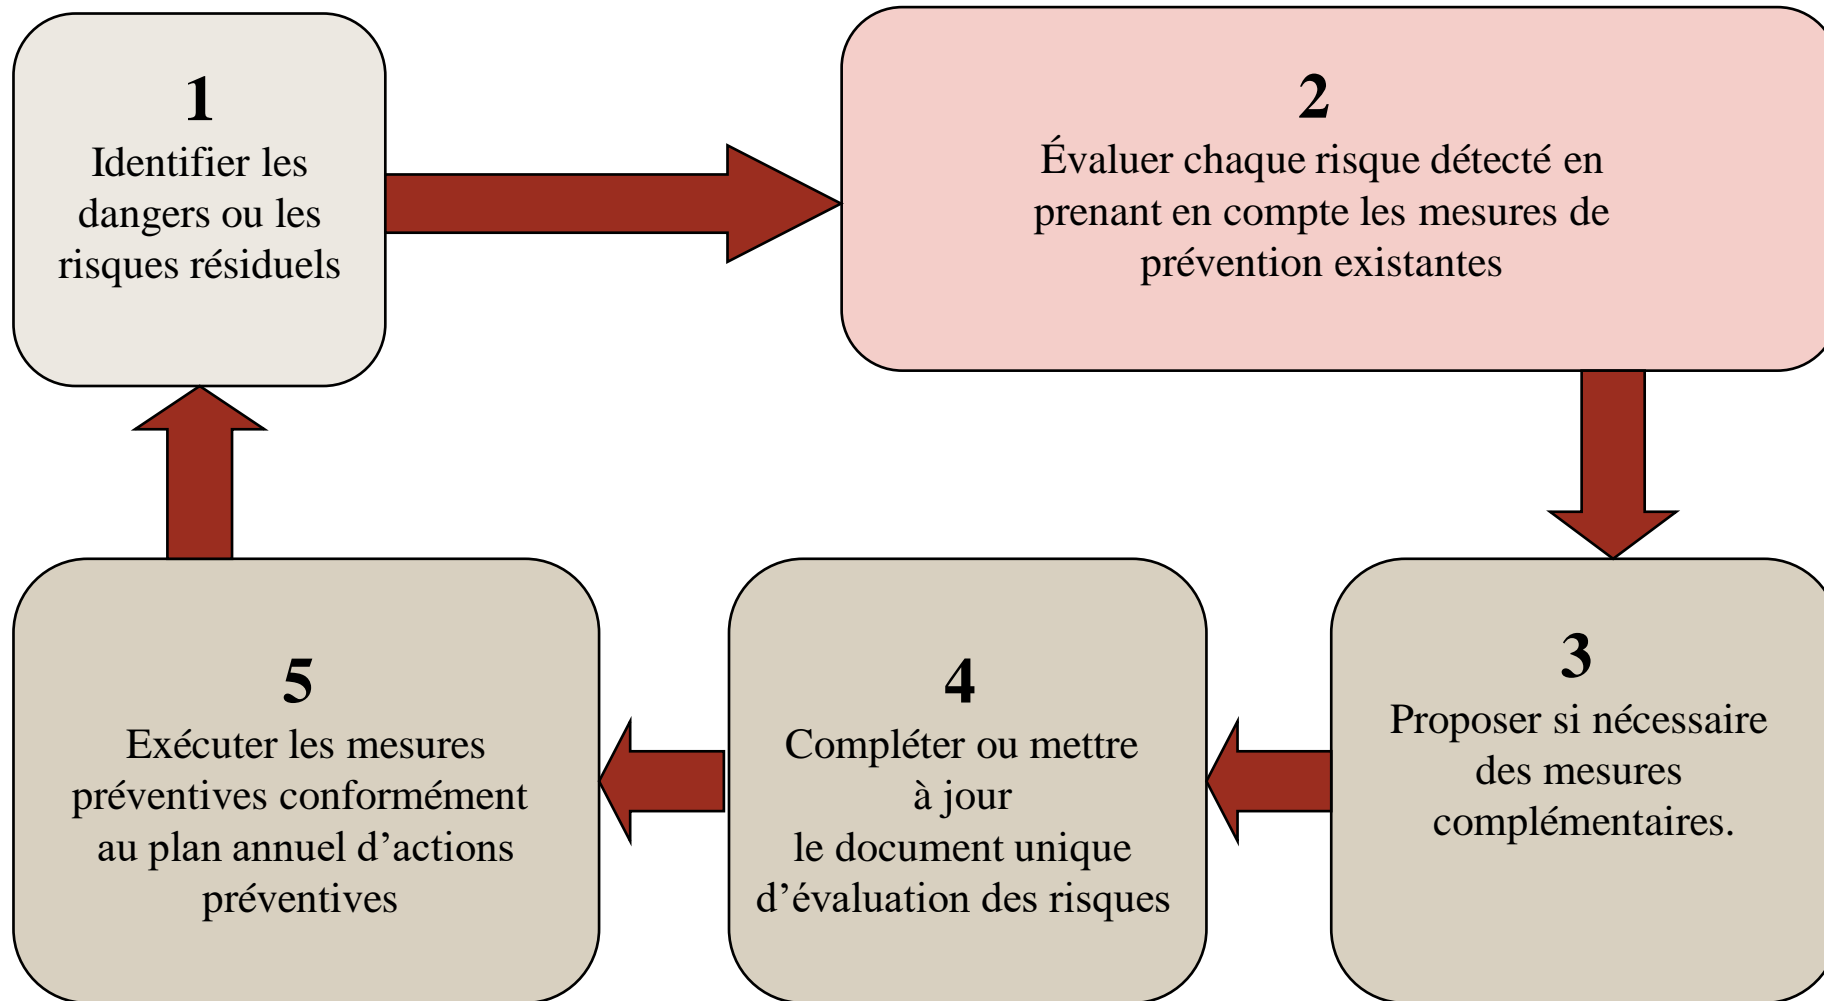 1
Identifier les
dangers ou les
risques résiduels
2
Évaluer chaque risque détecté en
prenant en compte les mesures de
prévention existantes
3
Proposer si nécessaire
des mesures
complémentaires.
4
Compléter ou mettre
à jour
le document unique
d’évaluation des risques
5
Exécuter les mesures
préventives conformément
au plan annuel d’actions
préventives